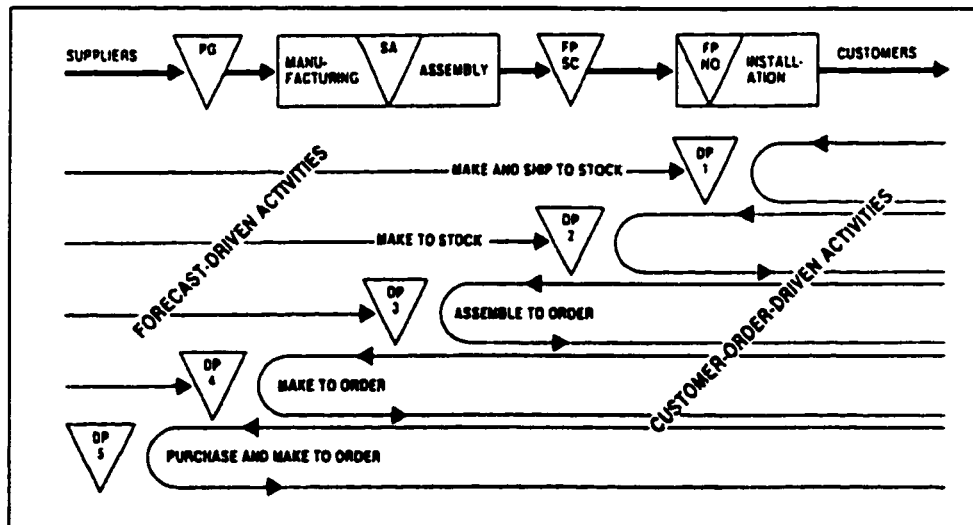 SUPPLIERS
PG
MANU-
FACTURING
SA
ASSEMBLY
FP
SC
FP
NO
INSTALL-
ATION
CUSTOMERS
MAKE AND SHIP TO STOCK
DP
1
MAKE TO STOCK
DP
2
DP
3
ASSEMBLE TO ORDER
DP
4
MAKE TO ORDER
DP
5
PURCHASE AND MAKE TO ORDER
FORECAST-DRIVEN ACTIVITIES
CUSTOMER-ORDER-DRIVEN ACTIVITIES